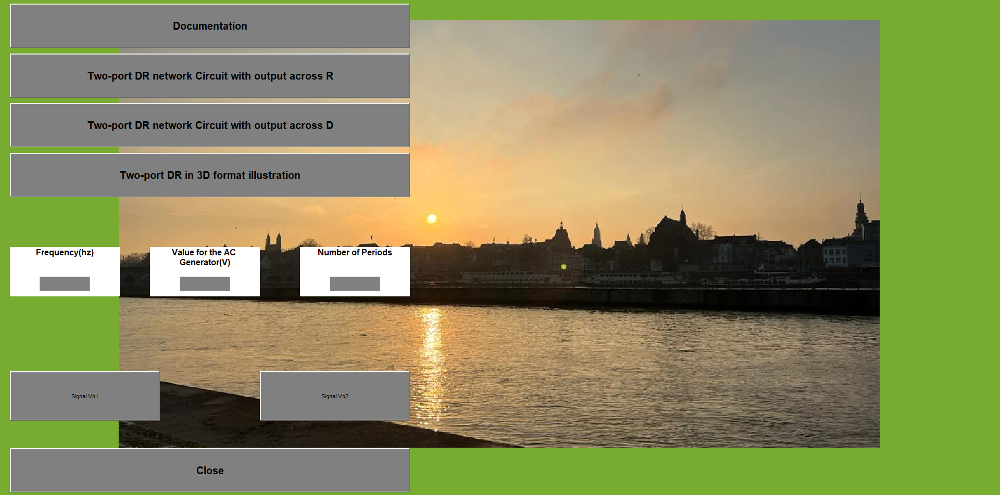 Documentation
Two-port DR network Circuit with output across R
Two-port DR network Circuit with output across D
Two-port DR in 3D format illustration
Frequency(hz)
Value for the AC
Generator(V)
Number of Periods
Signal Vo1
Signal Vo2
Close